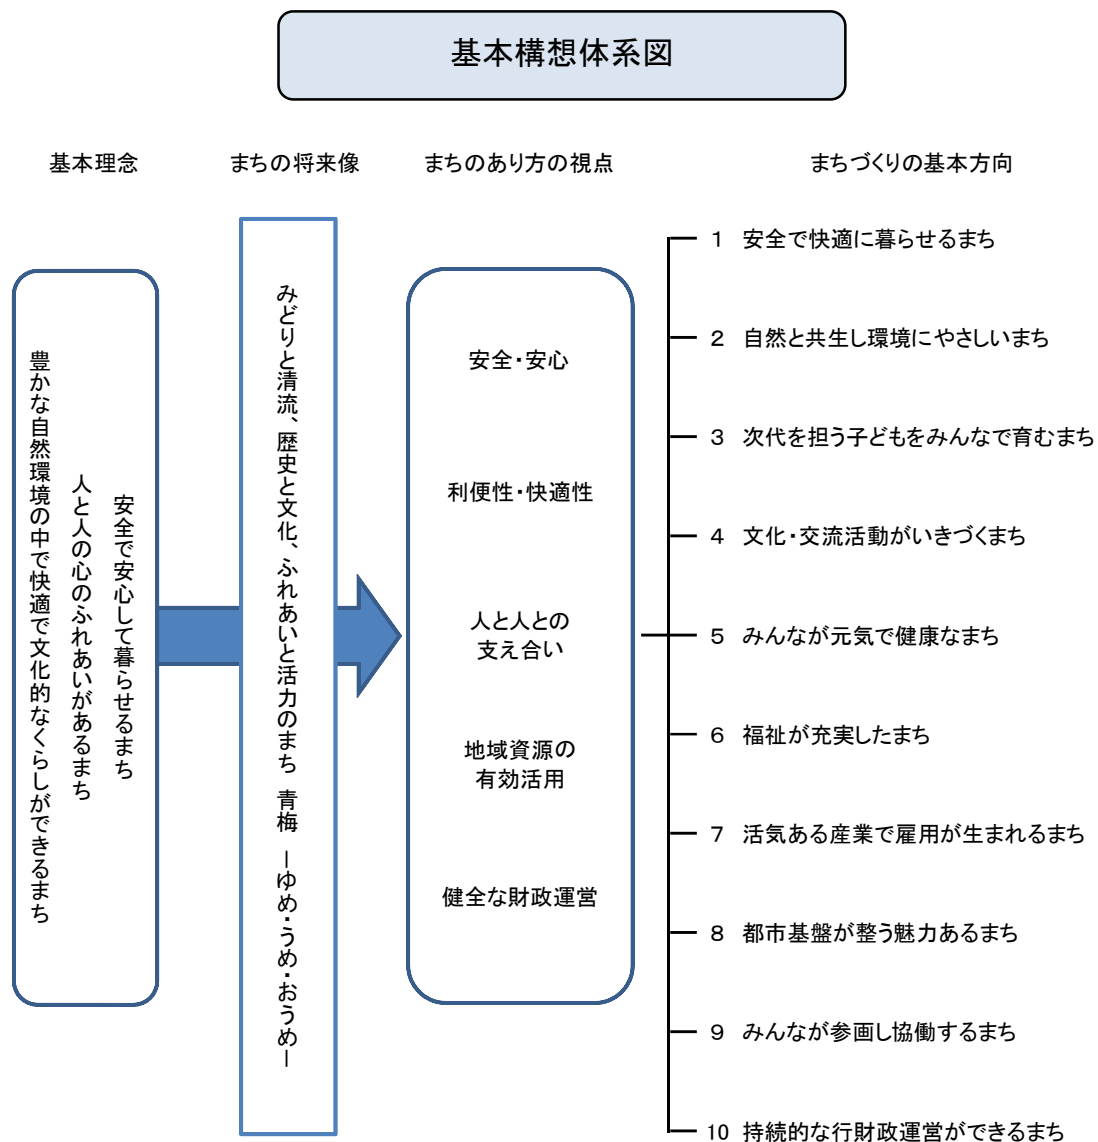 基本構想体系図
基本理念
まちの将来像
まちのあり方の視点
まちづくりの基本方向
安全で安心して暮らせるまち
人と人の心のふれあいがあるまち
豊かな自然環境の中で快適で文化的なくらしができるまち
みどりと清流、歴史と文化、ふれあいと活力のまち 青梅 ーゆめ・うめ・おうめー
安全・安心
利便性・快適性
人と人との
支え合い
地域資源の
有効活用
健全な財政運営
1 安全で快適に暮らせるまち
2 自然と共生し環境にやさしいまち
3 次代を担う子どもをみんなで育むまち
4 文化・交流活動がいきづくまち
5 みんなが元気で健康なまち
6 福祉が充実したまち
7 活気ある産業で雇用が生まれるまち
8 都市基盤が整う魅力あるまち
9 みんなが参画し協働するまち
10 持続的な行財政運営ができるまち